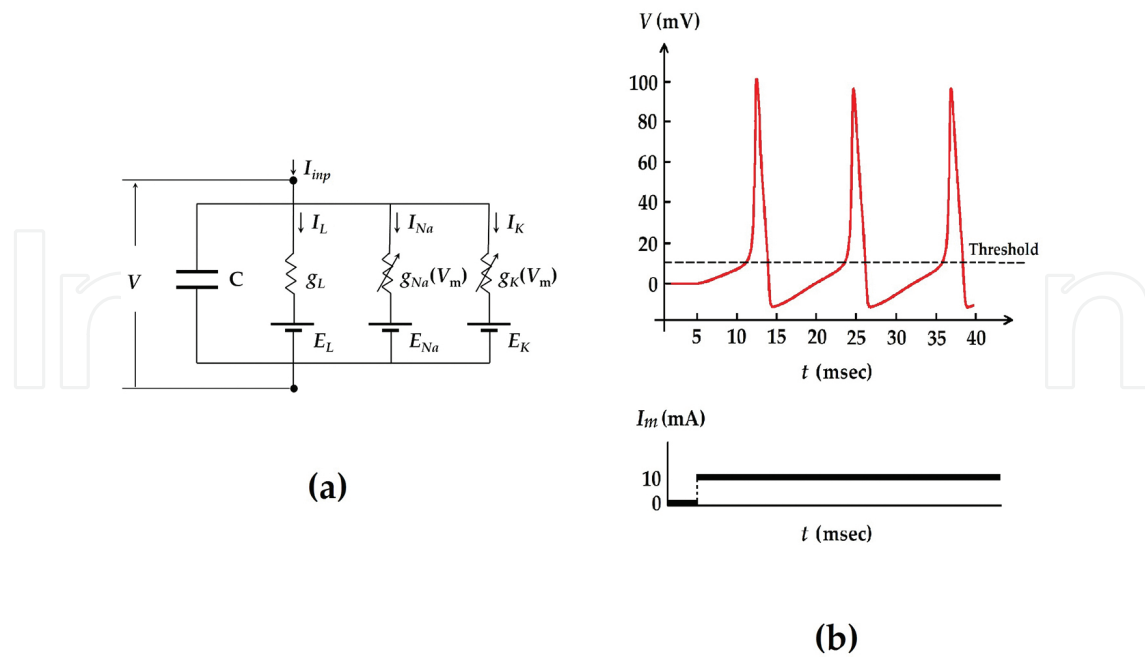 I_inp
I_L
I_Na
I_K
V
C
g_L
g_Na(V_m)
g_K(V_m)
E_L
E_Na
E_K
(a)
V (mV)
100
80
60
40
20
0
Threshold
5 10 15 20 25 30 35 40
t (msec)
I_m (mA)
10
0
t (msec)
(b)